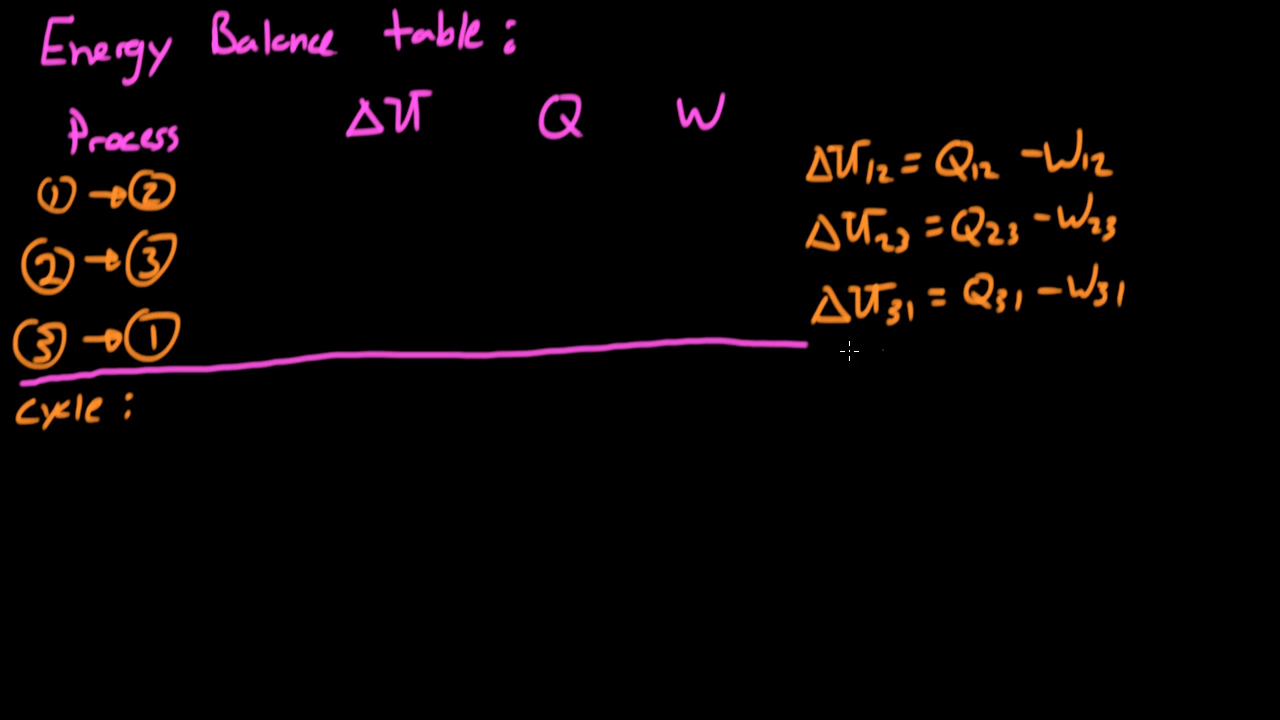 Energy Balance table :
Process ΔU Q W
① → ②
② → ③
③ → ①
cycle :
ΔU₁₂ = Q₁₂ - W₁₂
ΔU₂₃ = Q₂₃ - W₂₃
ΔU₃₁ = Q₃₁ - W₃₁